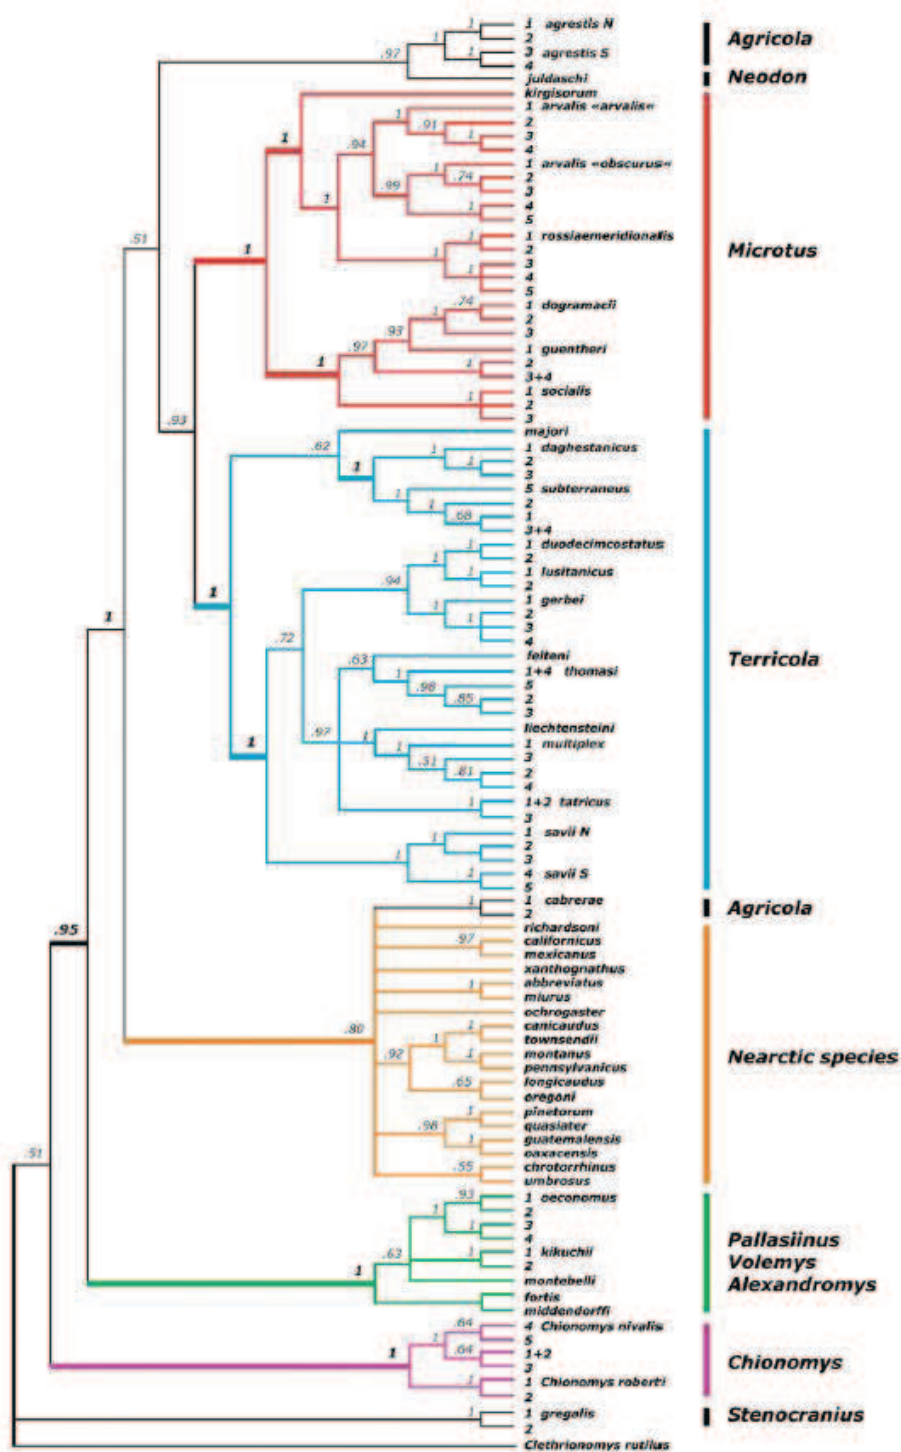 1 agrestis N
2
3 agrestis S
4
Agricola
.97
juldaschi
Neodon
kirgisorum
1 arvalis «arvalis«
2
3
4
1 arvalis «obscurus«
2
3
4
5
1 rossiaemeridionalis
2
3
4
5
1 dogramacii
2
3
1 guentheri
2
3+4
1 socialis
2
3
Microtus
majori
1 daghestanicus
2
3
5 subterraneus
2
1
3+4
1 duodecimcostatus
2
1 lusitanicus
2
1 gerbei
2
3
4
felteni
1+4 thomasi
5
2
3
liechtensteini
1 multiplex
3
2
4
1+2 tatricus
3
1 savii N
2
3
4 savii S
5
Terricola
1 cabrerae
2
Agricola
richardsoni
californicus
mexicanus
xanthognathus
abbreviatus
miurus
ochrogaster
canicaudus
townsendii
montanus
pennsylvanicus
longicaudus
oregoni
pinetorum
quasiater
guatemalensis
oaxacensis
chrotorrhinus
umbrosus
Nearctic species
1 oeconomus
2
3
4
1 kikuchii
2
montebelli
fortis
middendorffi
Pallasiinus
Volemys
Alexandromys
4 Chionomys nivalis
5
1+2
3
1 Chionomys roberti
2
Chionomys
1 gregalis
2
Stenocranius
Clethrionomys rutilus
.51
.93
.94
.91
.99
.74
.74
.93
.97
.62
.68
.94
.72
.63
.98
.85
.97
.51
.81
.95
.97
.80
.92
.65
.98
.55
.51
.93
.63
.64
.64